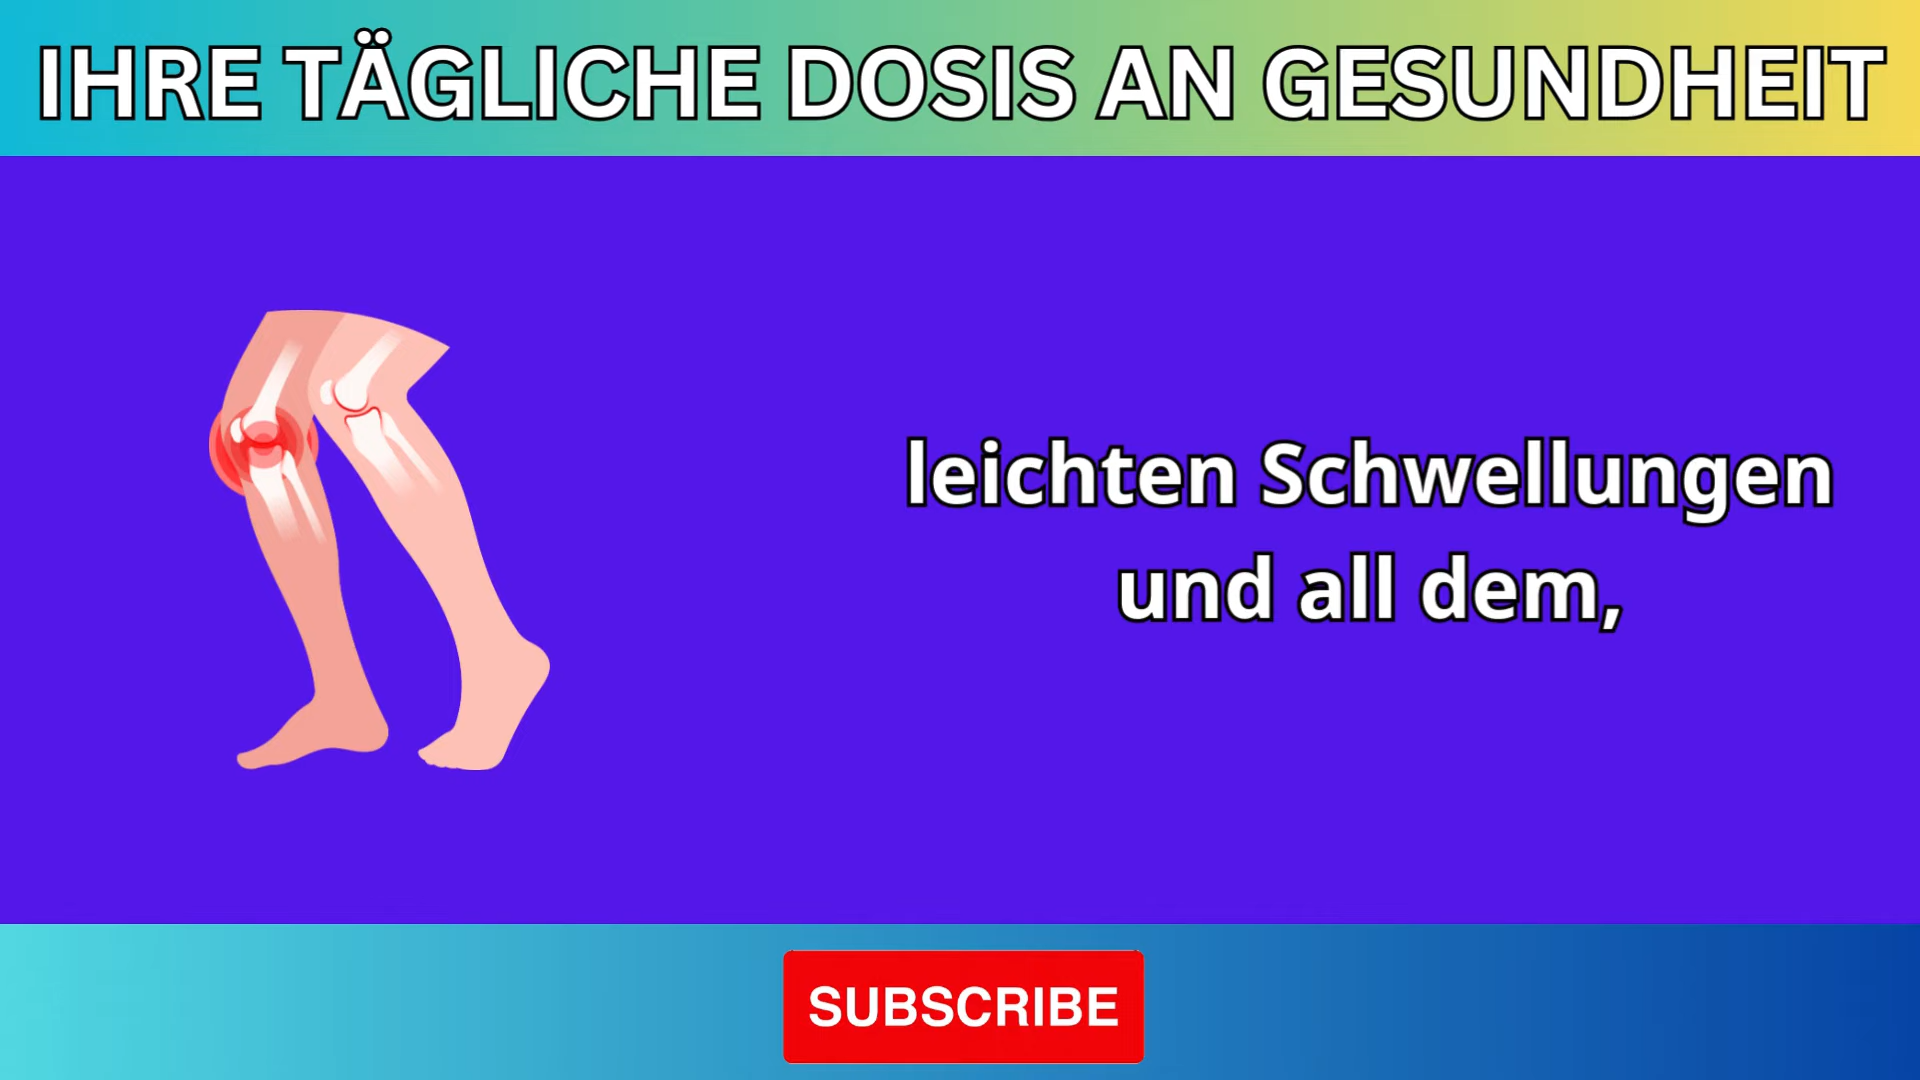 IHRE TÄGLICHE DOSIS AN GESUNDHEIT
leichten Schwellungen
und all dem,
SUBSCRIBE